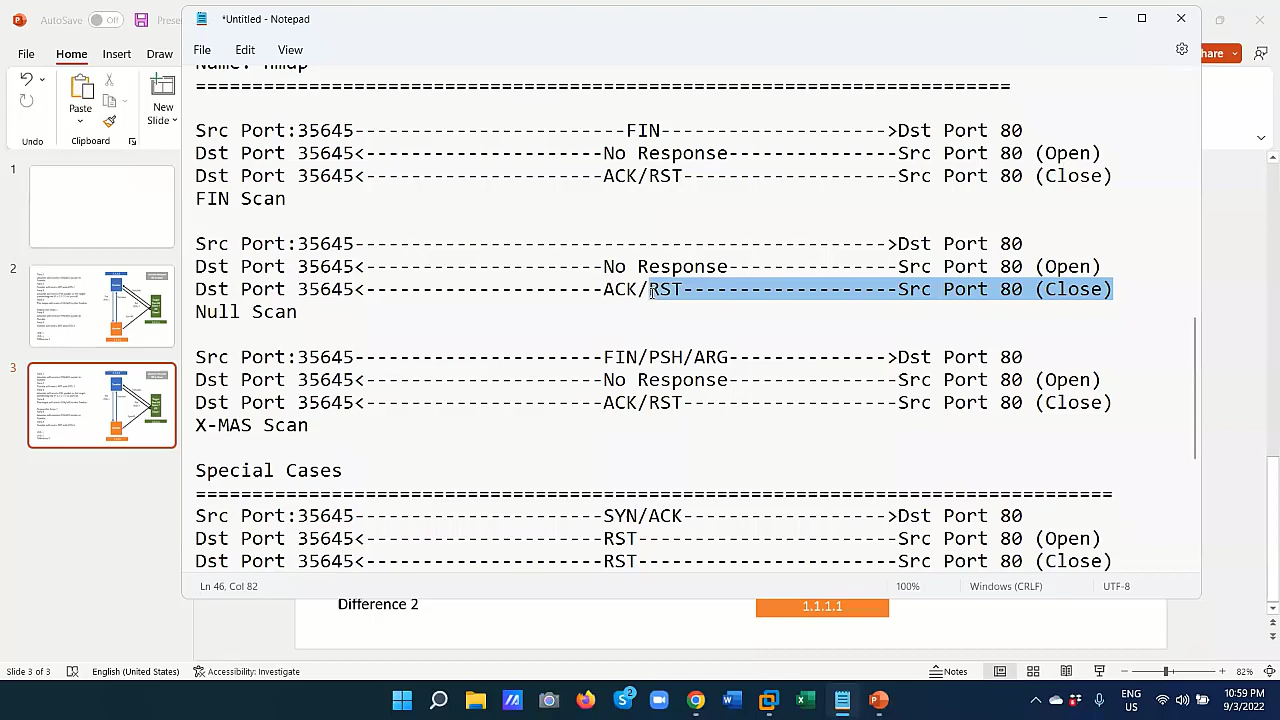 AutoSave Off Prese
*Untitled - Notepad
File Home Insert Draw
File Edit View
hare
Undo
Paste
Clipboard
New
Slide
Name: nmap
=========================================================================
Src Port:35645------------------------FIN-------------------->Dst Port 80
Dst Port 35645<---------------------No Response---------------Src Port 80 (Open)
Dst Port 35645<---------------------ACK/RST-------------------Src Port 80 (Close)
FIN Scan
Src Port:35645----------------------------------------------->Dst Port 80
Dst Port 35645<---------------------No Response---------------Src Port 80 (Open)
Dst Port 35645<---------------------ACK/RST-------------------Src Port 80 (Close)
Null Scan
Src Port:35645----------------------FIN/PSH/ARG-------------->Dst Port 80
Dst Port 35645<---------------------No Response---------------Src Port 80 (Open)
Dst Port 35645<---------------------ACK/RST-------------------Src Port 80 (Close)
X-MAS Scan
Special Cases
==================================================================================
Src Port:35645----------------------SYN/ACK------------------>Dst Port 80
Dst Port 35645<---------------------RST-----------------------Src Port 80 (Open)
Dst Port 35645<---------------------RST-----------------------Src Port 80 (Close)
Ln 46, Col 82 100% Windows (CRLF) UTF-8
1
2
3
Difference 2
1.1.1.1
Slide 3 of 3 English (United States) Accessibility: Investigate Notes 82%
2
ENG
US
10:59 PM
9/3/2022